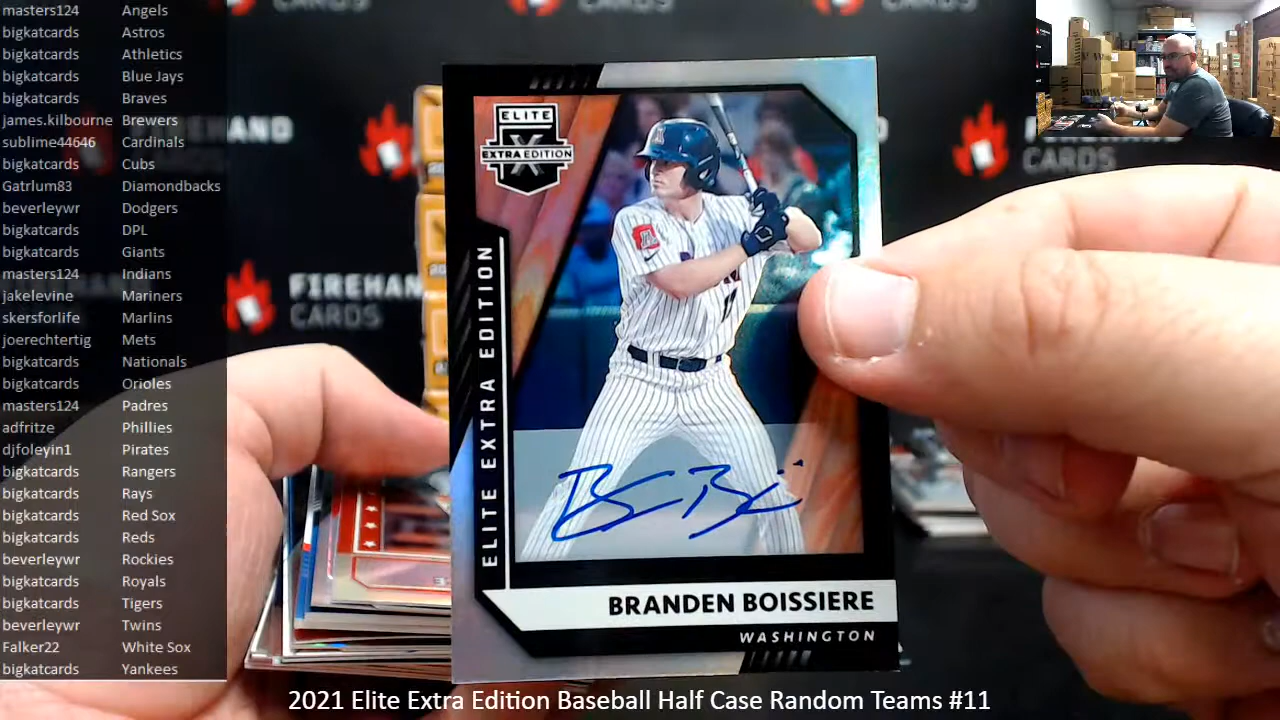 masters124 Angels
bigkatcards Astros
bigkatcards Athletics
bigkatcards Blue Jays
bigkatcards Braves
james.kilbourne Brewers
sublime44646 Cardinals
bigkatcards Cubs
Gatrlum83 Diamondbacks
beverleywr Dodgers
bigkatcards DPL
bigkatcards Giants
masters124 Indians
jakelevine Mariners
skersforlife Marlins
joerechtertig Mets
bigkatcards Nationals
bigkatcards Orioles
masters124 Padres
adfritze Phillies
djfoleyin1 Pirates
bigkatcards Rangers
bigkatcards Rays
bigkatcards Red Sox
bigkatcards Reds
beverleywr Rockies
bigkatcards Royals
bigkatcards Tigers
beverleywr Twins
Falker22 White Sox
bigkatcards Yankees
FIREHAND
CARDS
ELITE
X
EXTRA EDITION
ELITE EXTRA EDITION
BRANDEN BOISSIERE
WASHINGTON
2021 Elite Extra Edition Baseball Half Case Random Teams #11